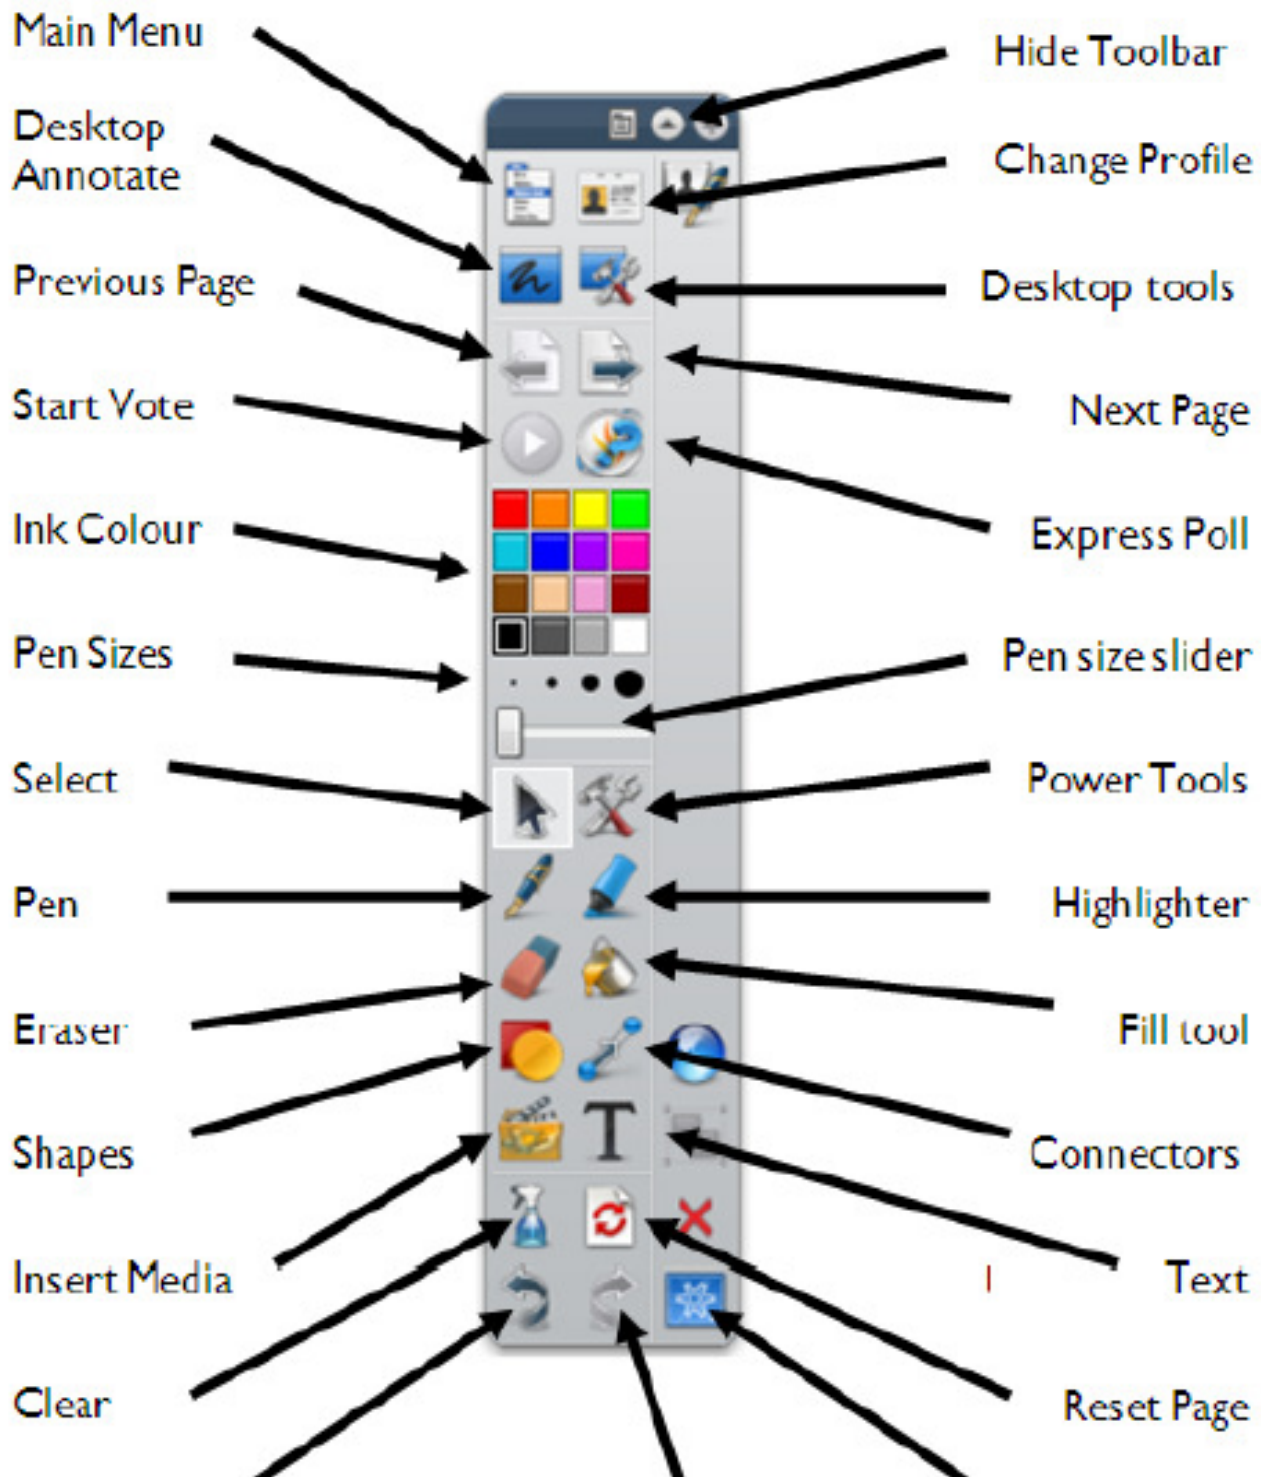 Main Menu
Desktop
Annotate
Previous Page
Start Vote
Ink Colour
Pen Sizes
Select
Pen
Eraser
Shapes
Insert Media
Clear
Hide Toolbar
Change Profile
Desktop tools
Next Page
Express Poll
Pen size slider
Power Tools
Highlighter
Fill tool
Connectors
T
Text
Reset Page